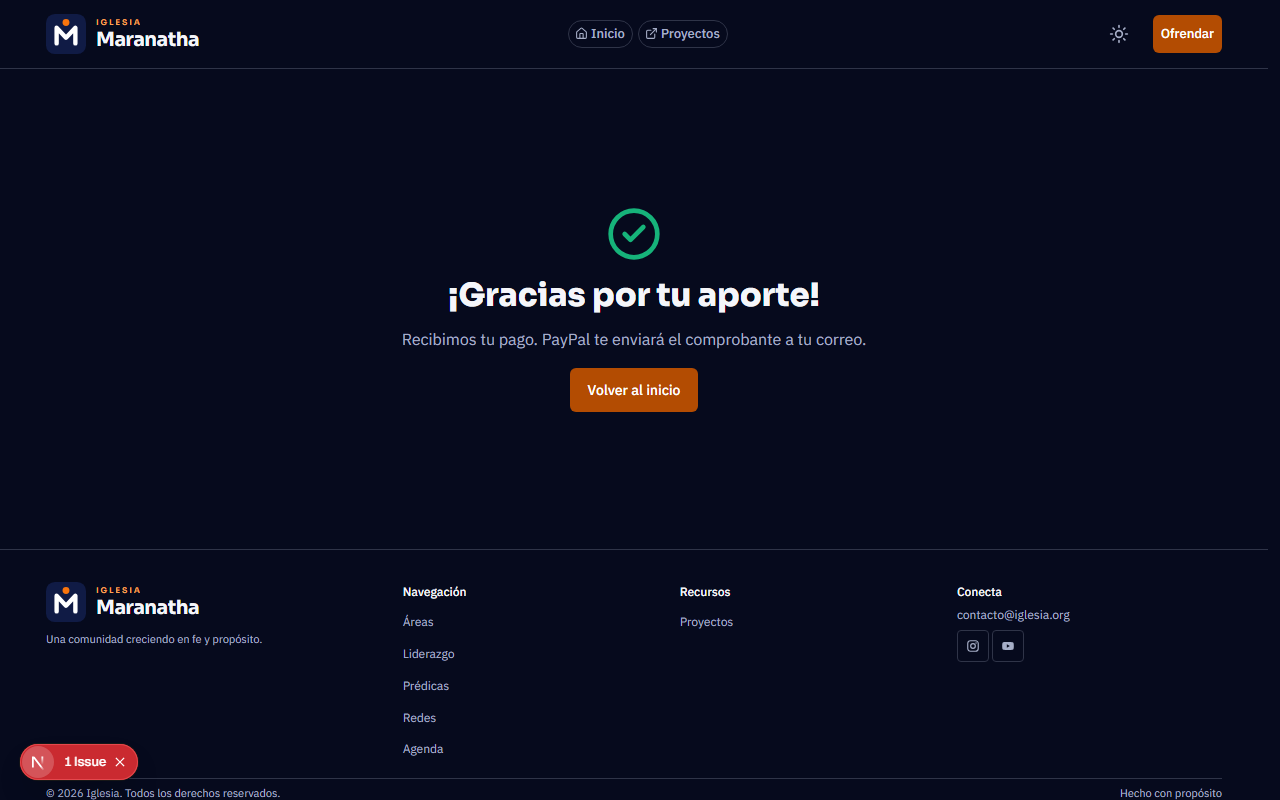 IGLESIA
Maranatha
Inicio
Proyectos
Ofrendar
¡Gracias por tu aporte!
Recibimos tu pago. PayPal te enviará el comprobante a tu correo.
Volver al inicio
IGLESIA
Maranatha
Una comunidad creciendo en fe y propósito.
Navegación
Áreas
Liderazgo
Prédicas
Redes
Agenda
Recursos
Proyectos
Conecta
contacto@iglesia.org
1 Issue
© 2026 Iglesia. Todos los derechos reservados.
Hecho con propósito